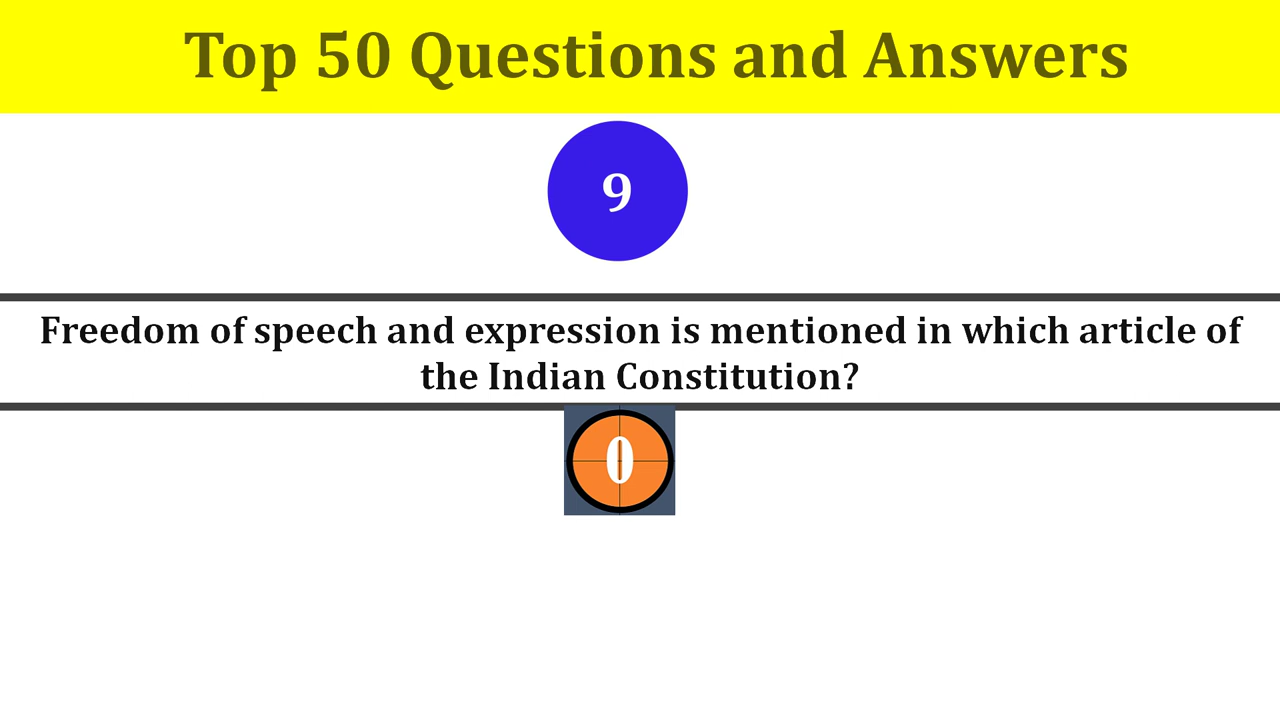 Top 50 Questions and Answers
9
Freedom of speech and expression is mentioned in which article of
the Indian Constitution?
0